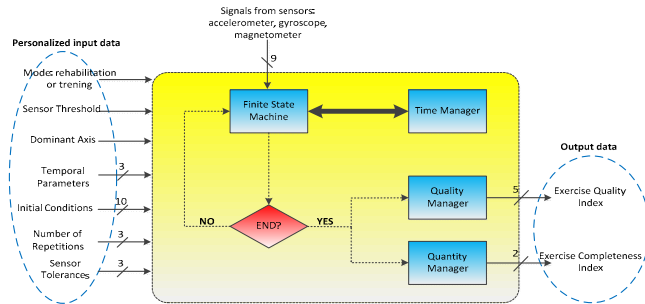 Signals from sensors:
accelerometer, gyroscope,
magnetometer
Personalized input data
9
Mode: rehabilitation
or trening
Finite State
Machine
Time Manager
Sensor Threshold
Dominant Axis
Output data
Temporal
Parameters
3
Quality
Manager
5
Exercise Quality
Index
Initial Conditions
10
NO
END?
YES
Number of
Repetitions
3
Quantity
Manager
2
Exercise Completeness
Index
Sensor
Tolerances
3